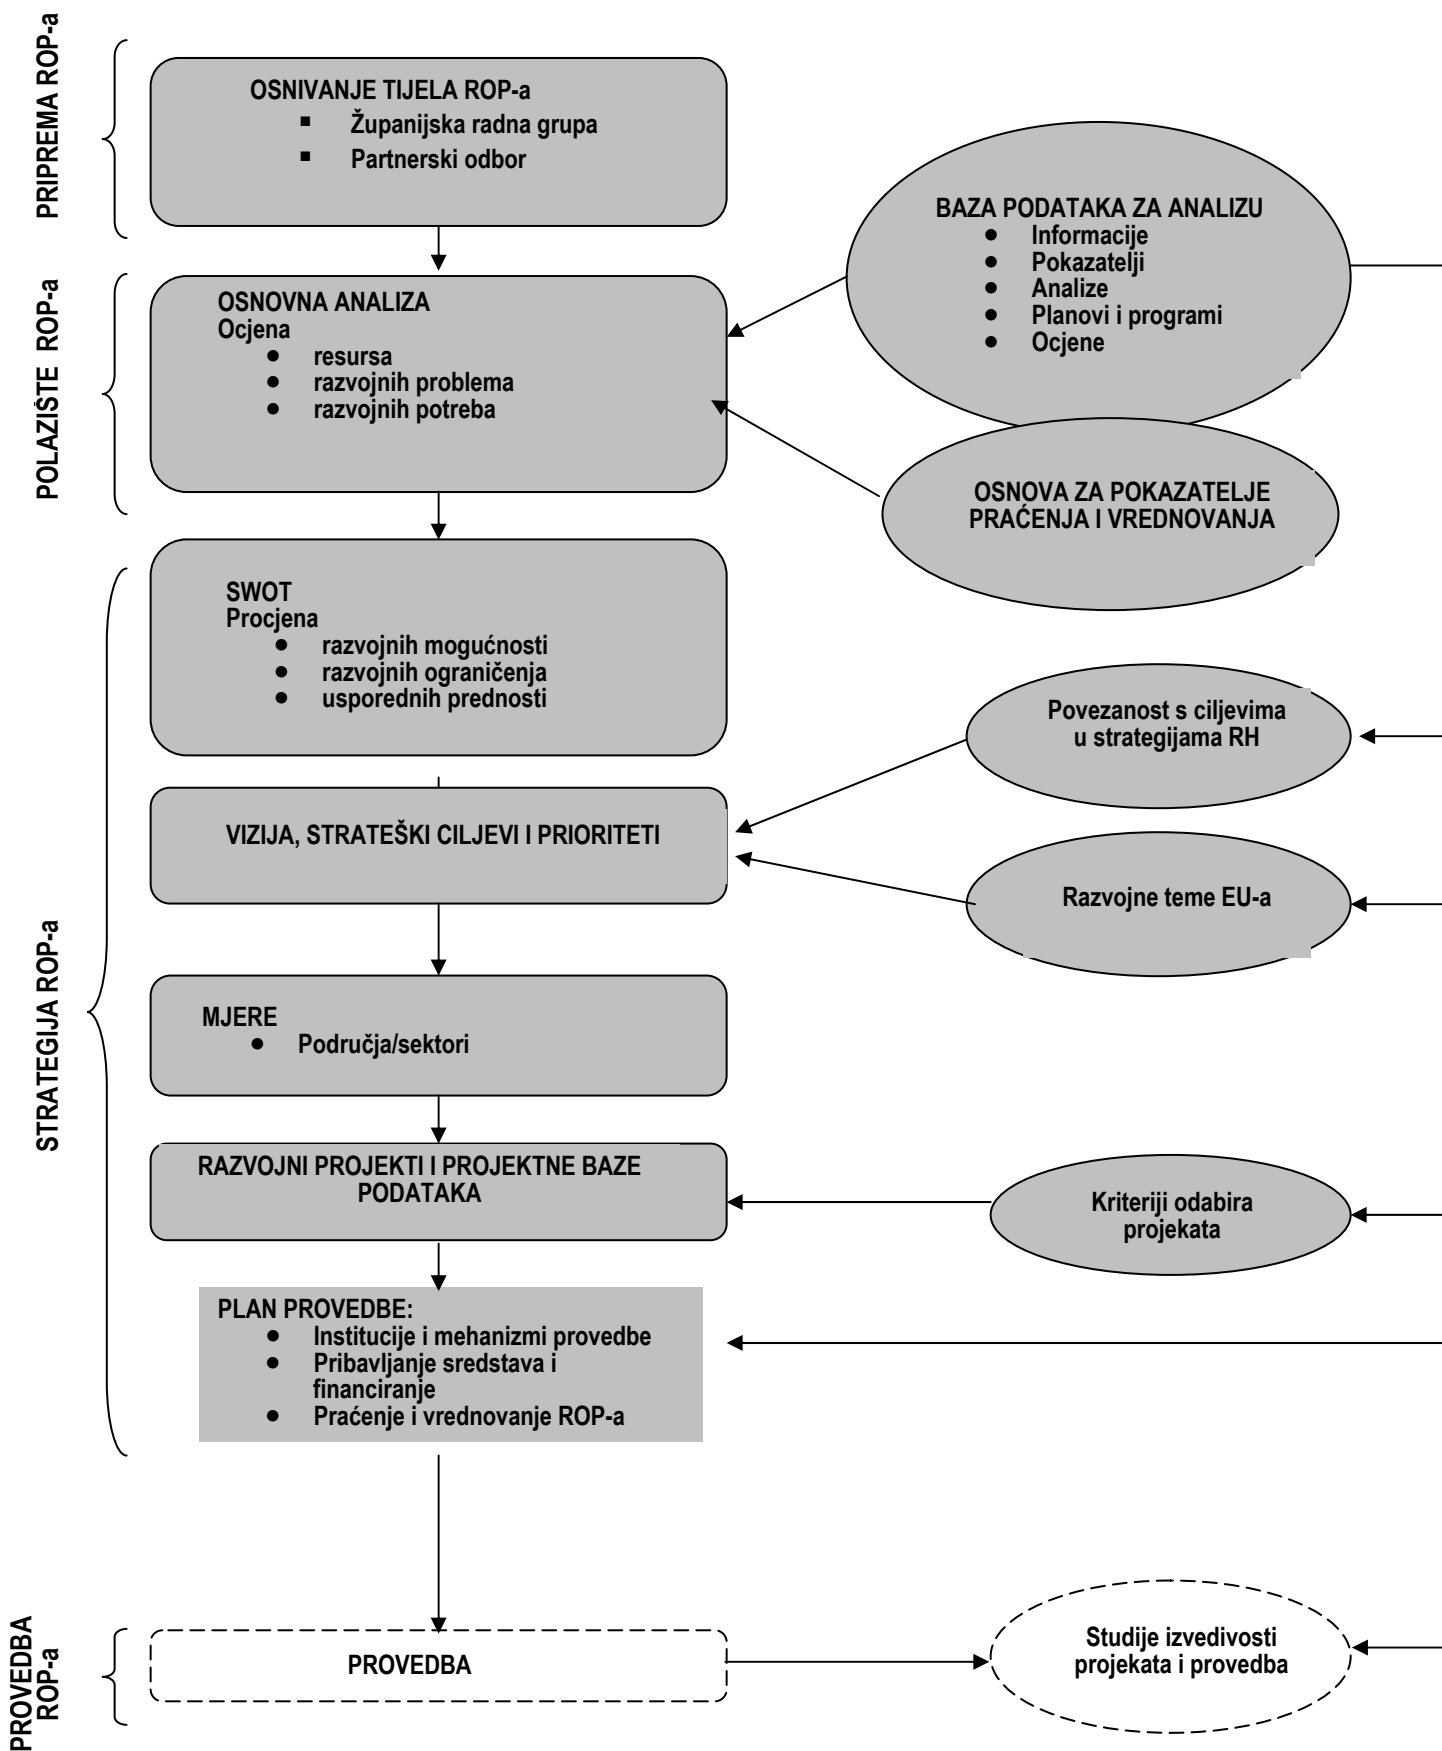 PRIPREMA ROP-a
OSNIVANJE TIJELA ROP-a
▪ Županijska radna grupa
▪ Partnerski odbor
BAZA PODATAKA ZA ANALIZU
● Informacije
● Pokazatelji
● Analize
● Planovi i programi
● Ocjene
POLAZIŠTE ROP-a
OSNOVNA ANALIZA
Ocjena
● resursa
● razvojnih problema
● razvojnih potreba
OSNOVA ZA POKAZATELJE
PRAĆENJA I VREDNOVANJA
STRATEGIJA ROP-a
SWOT
Procjena
● razvojnih mogućnosti
● razvojnih ograničenja
● usporednih prednosti
Povezanost s ciljevima
u strategijama RH
VIZIJA, STRATEŠKI CILJEVI I PRIORITETI
Razvojne teme EU-a
MJERE
● Područja/sektori
RAZVOJNI PROJEKTI I PROJEKTNE BAZE
PODATAKA
Kriteriji odabira
projekata
PLAN PROVEDBE:
● Institucije i mehanizmi provedbe
● Pribavljanje sredstava i
financiranje
● Praćenje i vrednovanje ROP-a
PROVEDBA
ROP-a
PROVEDBA
Studije izvedivosti
projekata i provedba